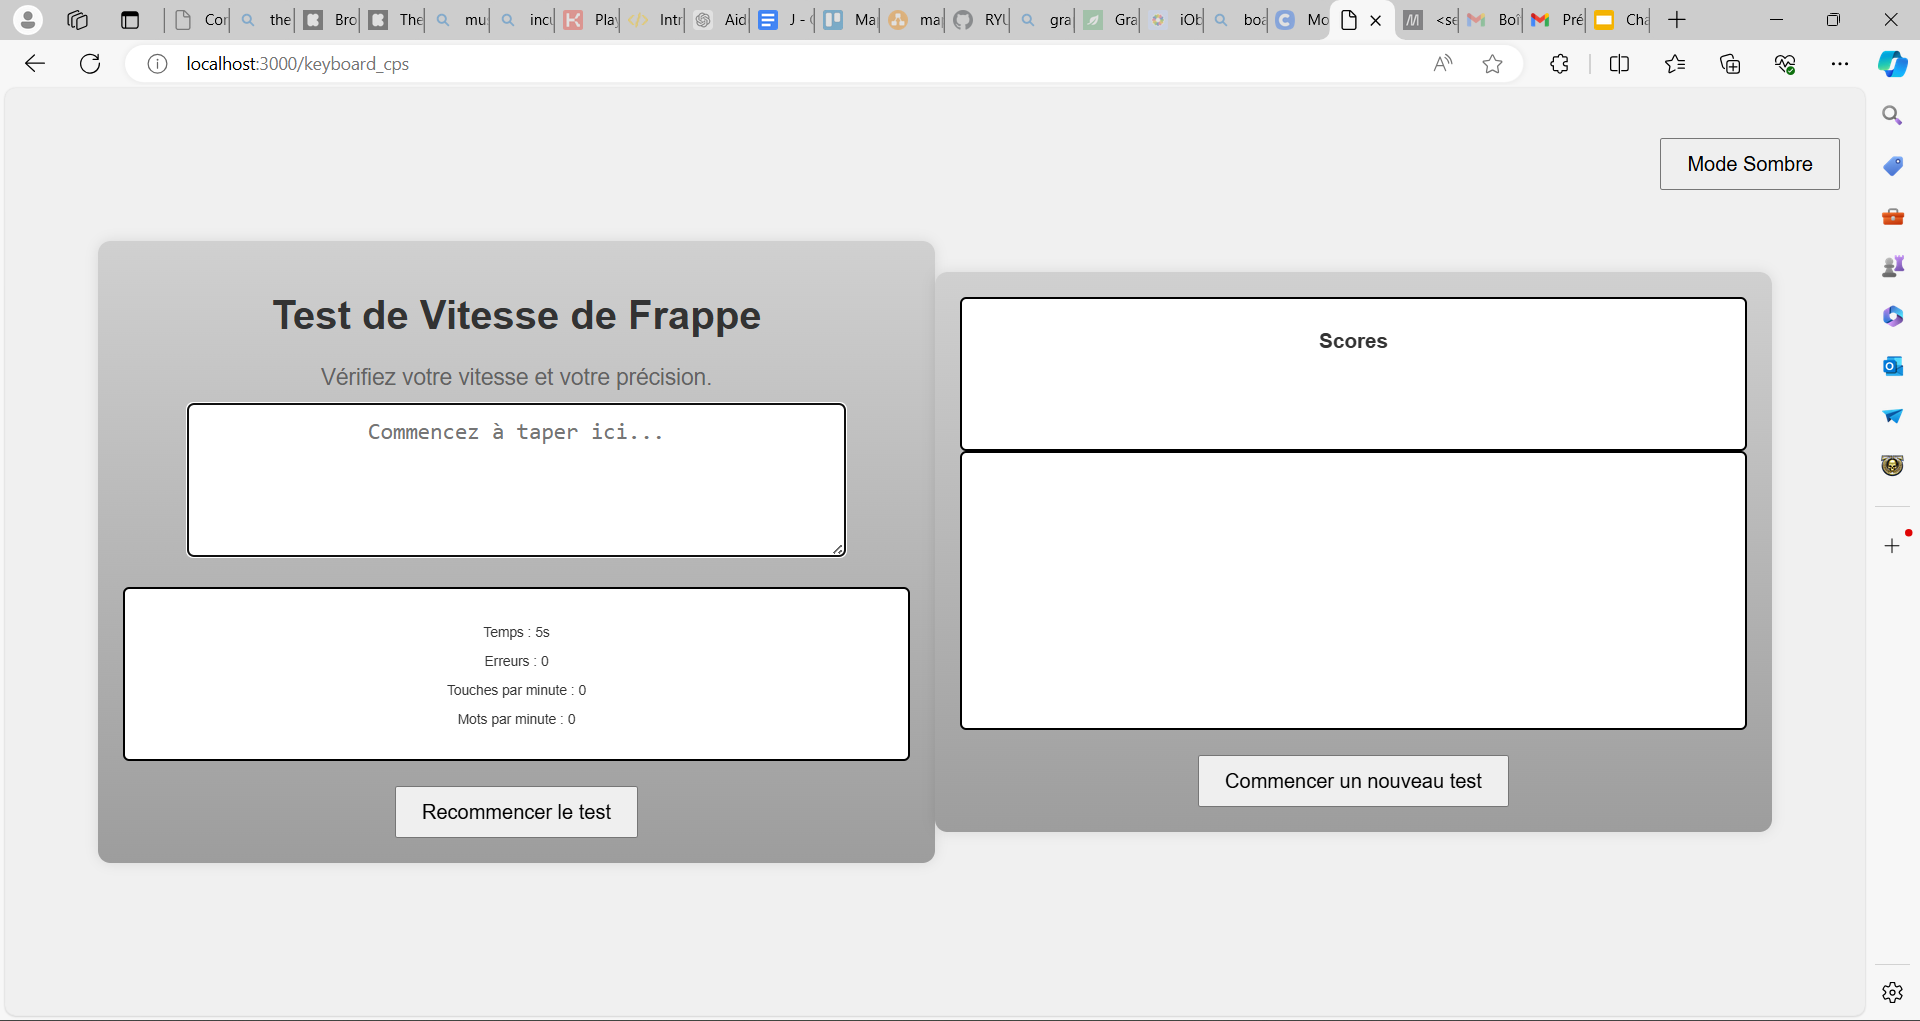 Cor
the
Bro
The
mu
inc
Pla
Intr
Aid
J - 
Ma
ma
RYU
gra
Gra
iOb
boa
Mo
<se
Boî
Pré
Cha
localhost:3000/keyboard_cps
Mode Sombre
Test de Vitesse de Frappe
Vérifiez votre vitesse et votre précision.
Commencez à taper ici...
Temps : 5s
Erreurs : 0
Touches par minute : 0
Mots par minute : 0
Recommencer le test
Scores
Commencer un nouveau test